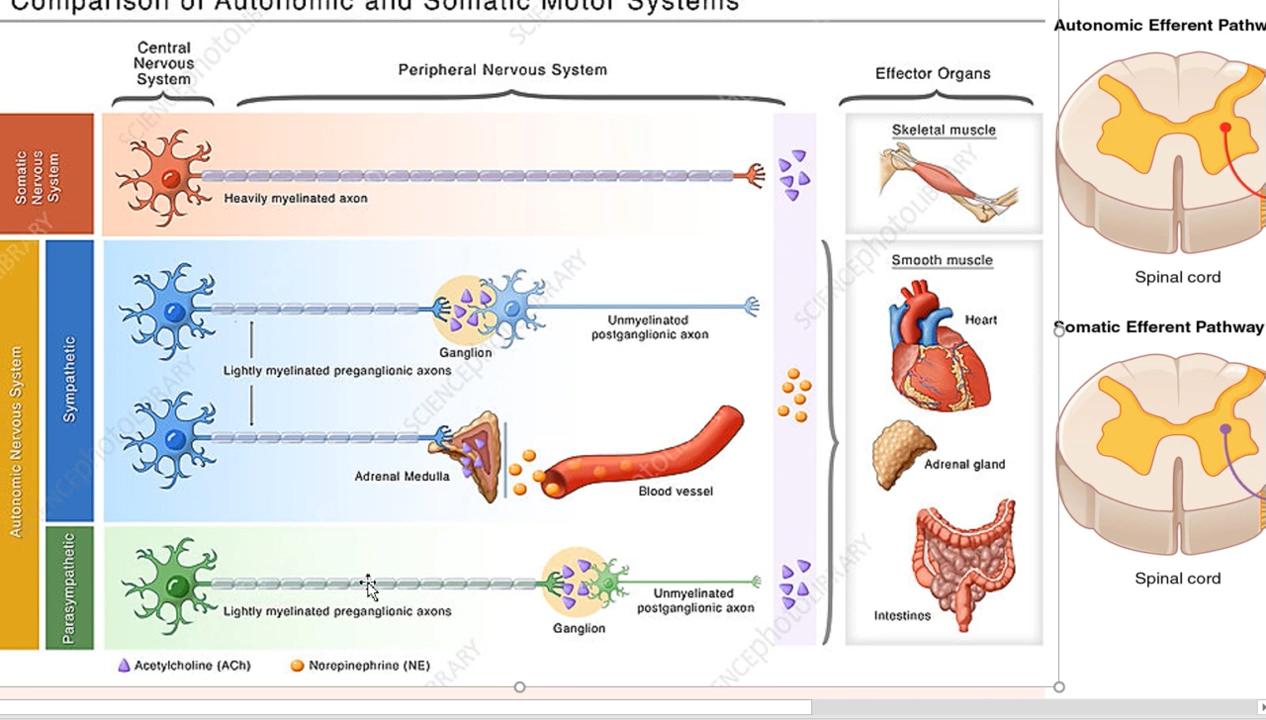 Comparison of Autonomic and Somatic Motor Systems
Central
Nervous
System
Peripheral Nervous System
Effector Organs
Somatic
Nervous
System
Heavily myelinated axon
Skeletal muscle
Autonomic Nervous System
Sympathetic
Ganglion
Unmyelinated
postganglionic axon
Lightly myelinated preganglionic axons
Adrenal Medulla
Blood vessel
Smooth muscle
Heart
Adrenal gland
Intestines
Parasympathetic
Lightly myelinated preganglionic axons
Ganglion
Unmyelinated
postganglionic axon
Acetylcholine (ACh)
Norepinephrine (NE)
Autonomic Efferent Pathw
Spinal cord
Somatic Efferent Pathway
Spinal cord
SCIENCEphotoLIBRARY